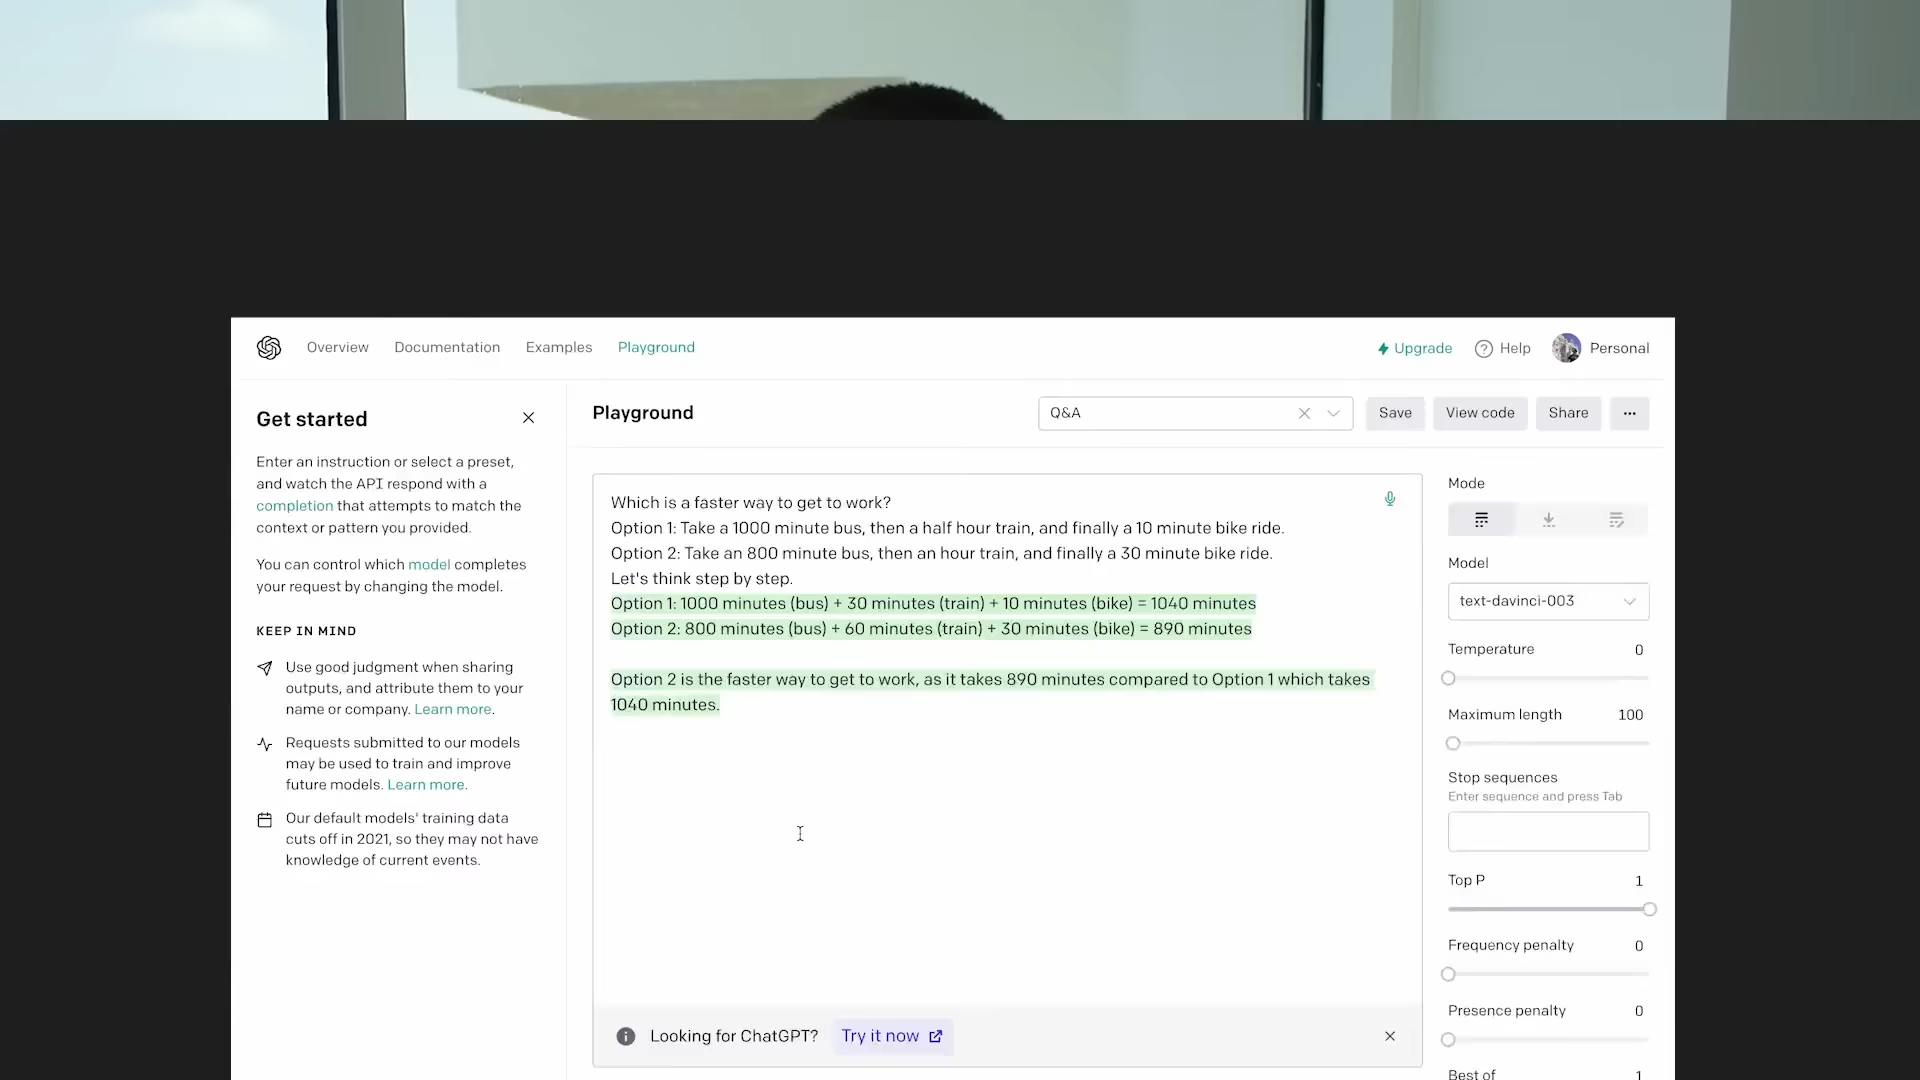 Overview Documentation Examples Playground
Upgrade Help Personal
Get started
Enter an instruction or select a preset,
and watch the API respond with a
completion that attempts to match the
context or pattern you provided.
You can control which model completes
your request by changing the model.
KEEP IN MIND
Use good judgment when sharing
outputs, and attribute them to your
name or company. Learn more.
Requests submitted to our models
may be used to train and improve
future models. Learn more.
Our default models' training data
cuts off in 2021, so they may not have
knowledge of current events.
Playground
Q&A
Save View code Share
Which is a faster way to get to work?
Option 1: Take a 1000 minute bus, then a half hour train, and finally a 10 minute bike ride.
Option 2: Take an 800 minute bus, then an hour train, and finally a 30 minute bike ride.
Let's think step by step.
Option 1: 1000 minutes (bus) + 30 minutes (train) + 10 minutes (bike) = 1040 minutes
Option 2: 800 minutes (bus) + 60 minutes (train) + 30 minutes (bike) = 890 minutes
Option 2 is the faster way to get to work, as it takes 890 minutes compared to Option 1 which takes
1040 minutes.
Looking for ChatGPT? Try it now
Mode
Model
text-davinci-003
Temperature 0
Maximum length 100
Stop sequences
Enter sequence and press Tab
Top P 1
Frequency penalty 0
Presence penalty 0
Best of 1